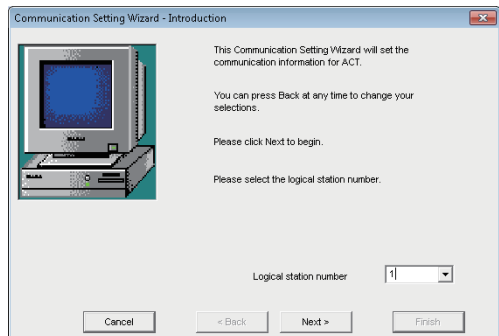 Communication Setting Wizard - Introduction
This Communication Setting Wizard will set the
communication information for ACT.
You can press Back at any time to change your
selections.
Please click Next to begin.
Please select the logical station number.
Logical station number 1
Cancel < Back Next > Finish